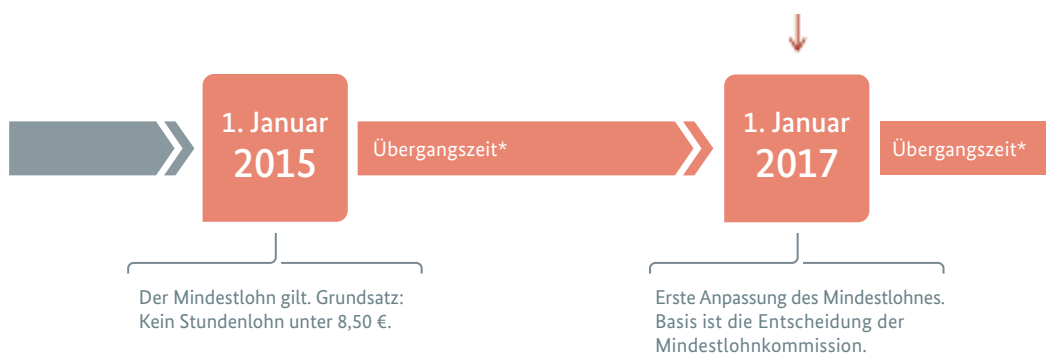 1. Januar
2015
Übergangszeit*
1. Januar
2017
Übergangszeit*
Der Mindestlohn gilt. Grundsatz:
Kein Stundenlohn unter 8,50 €.
Erste Anpassung des Mindestlohnes.
Basis ist die Entscheidung der
Mindestlohnkommission.